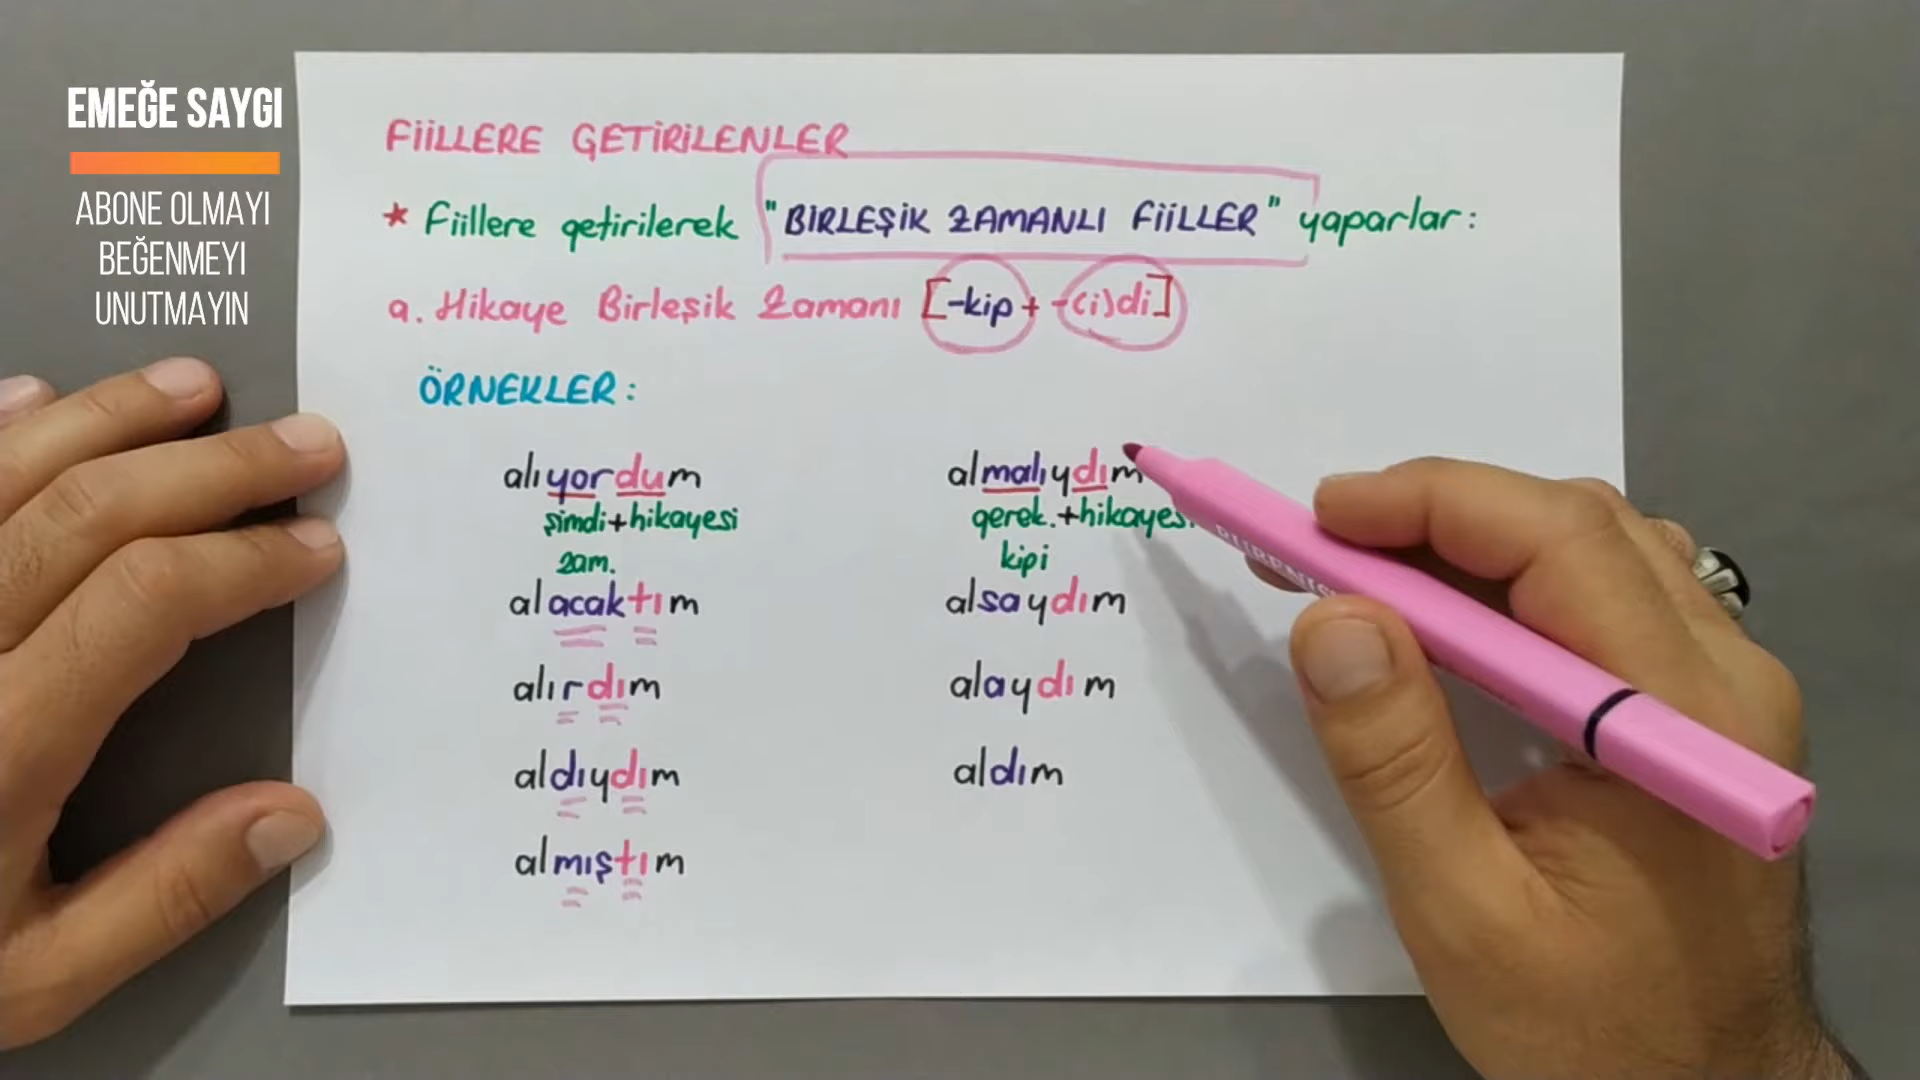 EMEĞE SAYGI
ABONE OLMAYI
BEĞENMEYİ
UNUTMAYIN
FİİLLERE GETİRİLENLER
* Fiillere getirilerek "BİRLEŞİK ZAMANLI FİİLLER" yaparlar:
a. Hikaye Birleşik Zamanı [-kip + -(i)di]
ÖRNEKLER:
alıyordum
şimdi+hikayesi
zam.
alacaktım
alırdım
aldıydım
almıştım
almalıydım
gerek.+hikayesi
kipi
alsaydım
alaydım
aldım